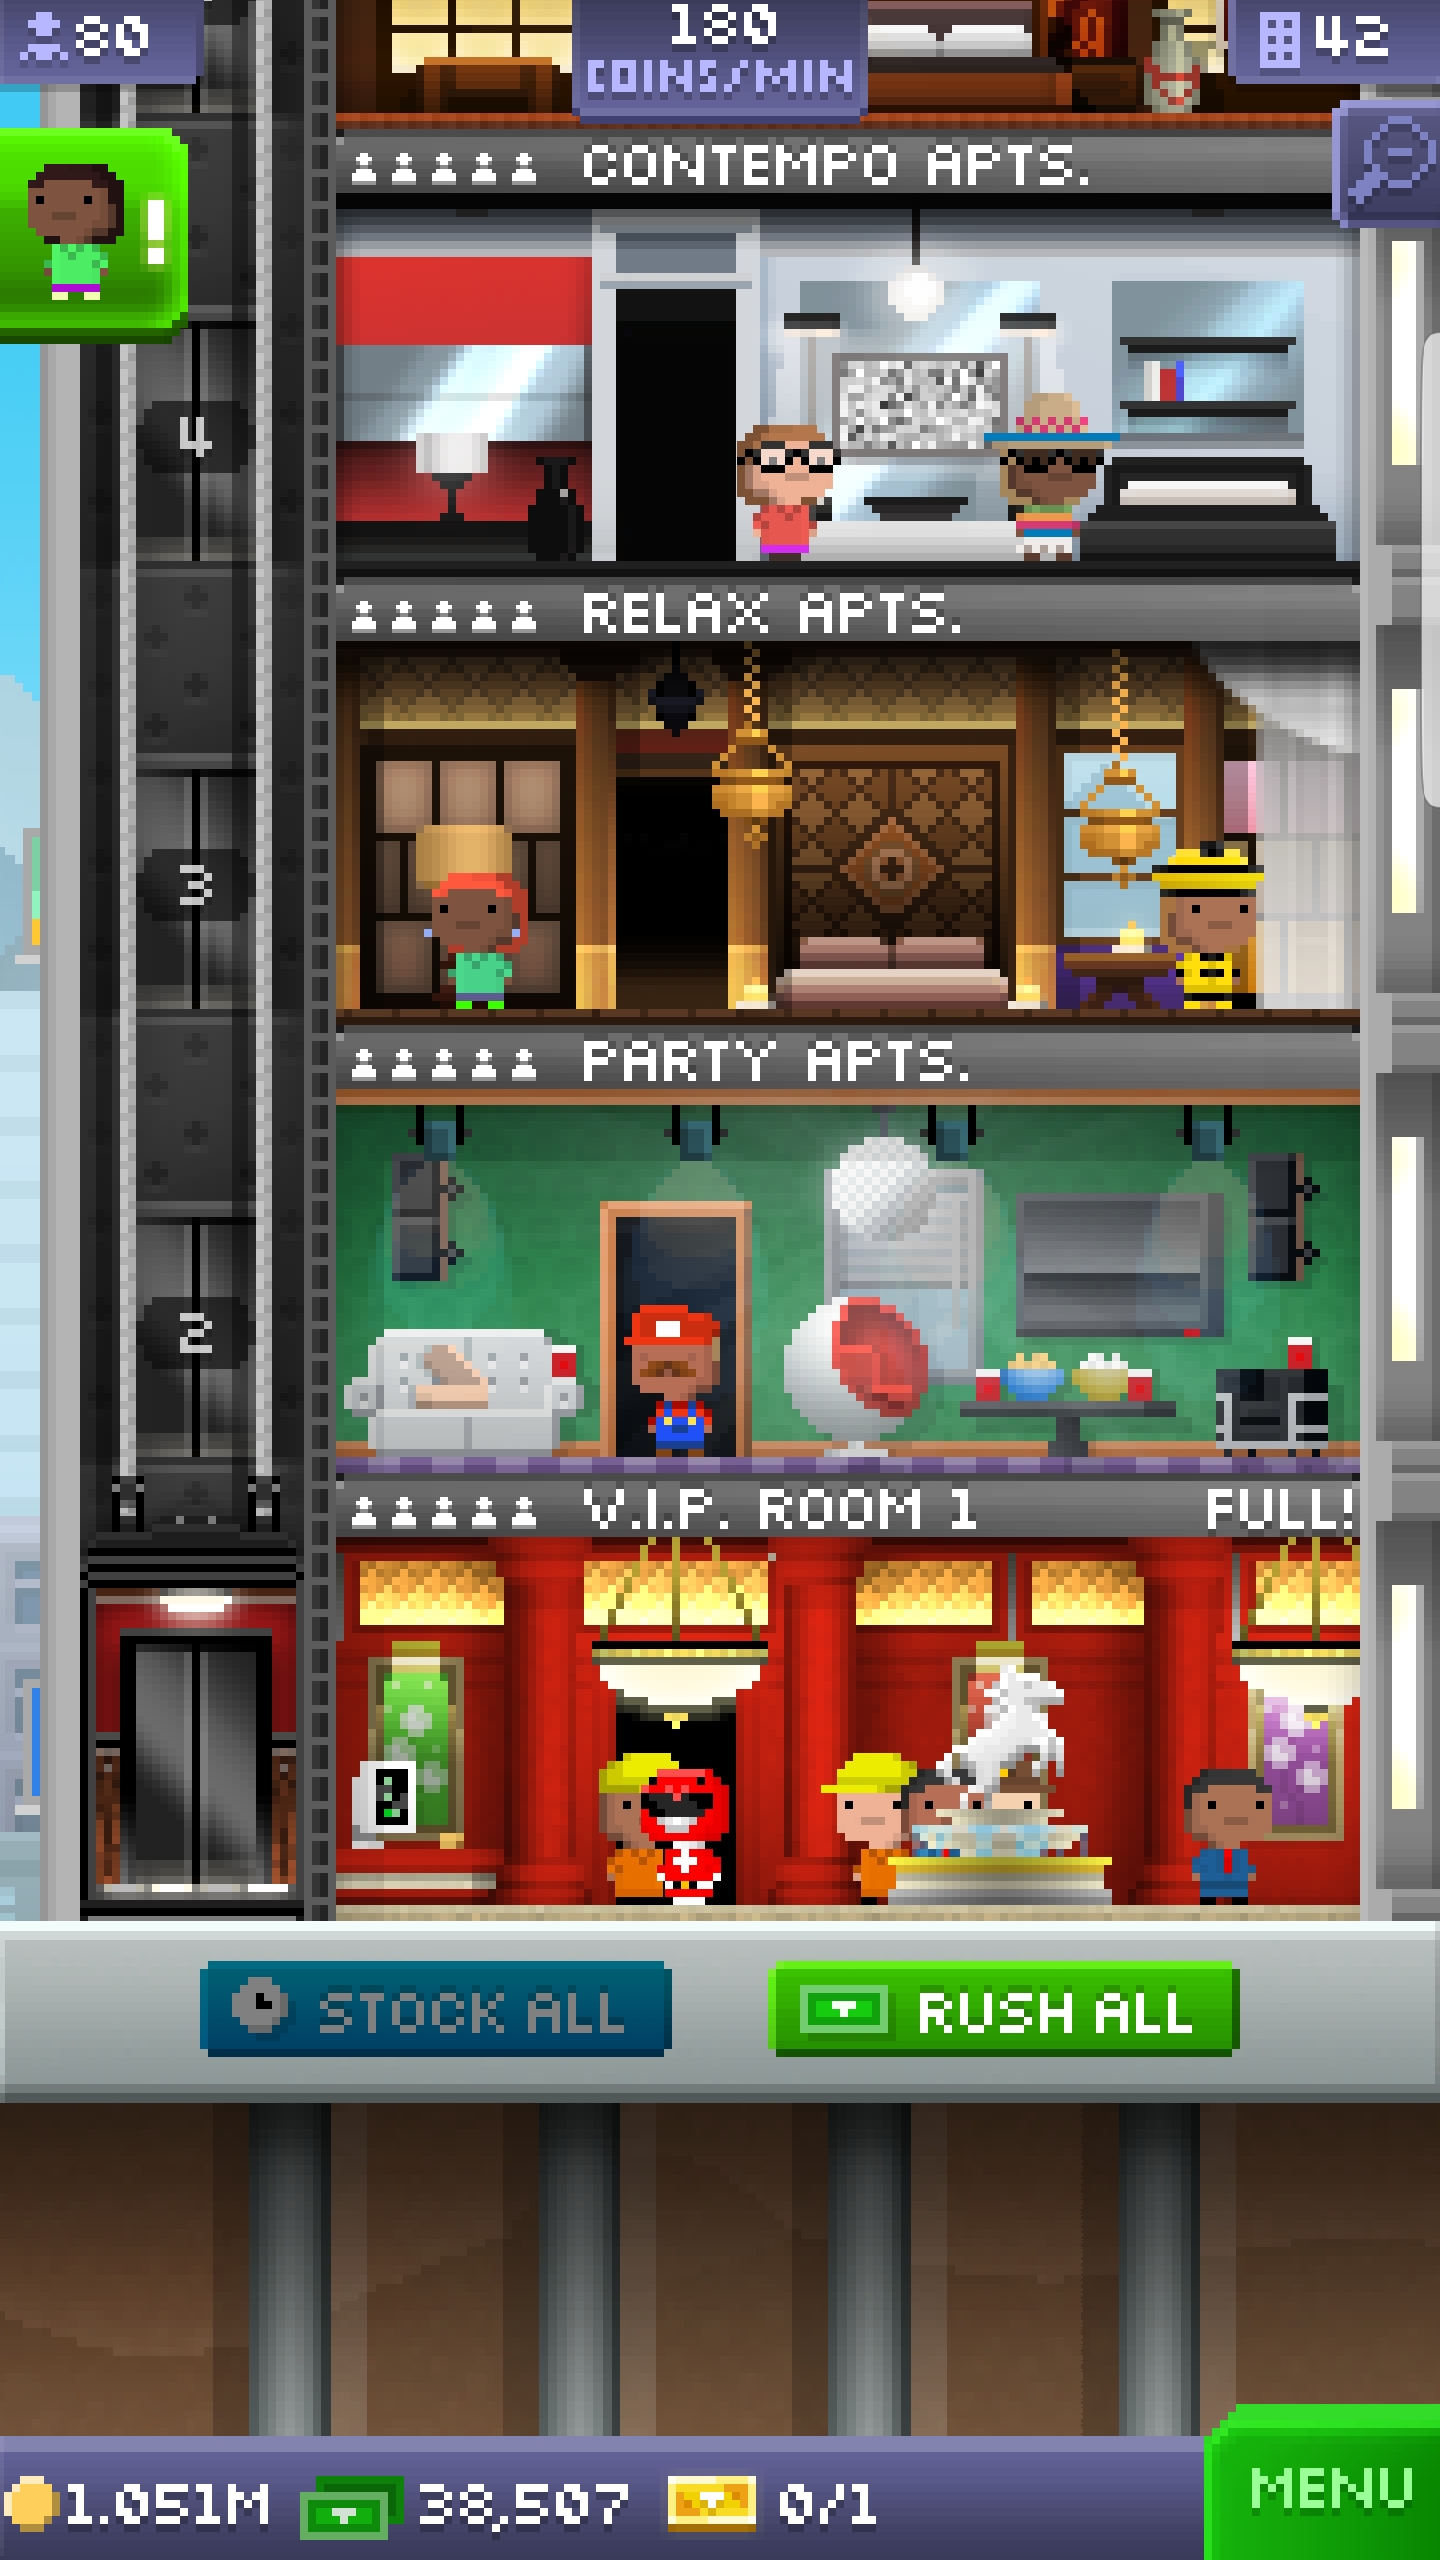 80
180
COINS/MIN
42
!
CONTEMPO APTS.
4
RELAX APTS.
3
PARTY APTS.
2
V.I.P. ROOM 1 FULL!
STOCK ALL
RUSH ALL
1.051M 38,507 0/1
MENU